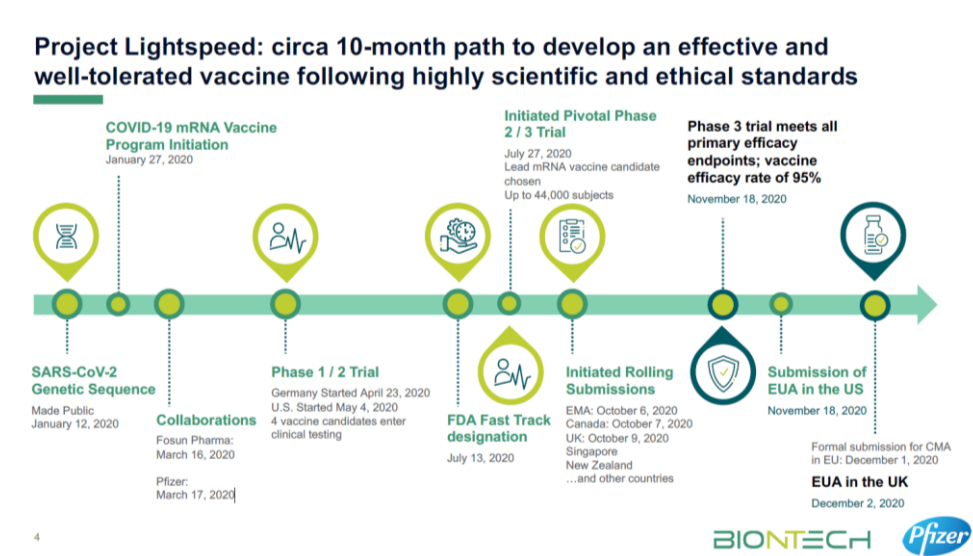 Project Lightspeed: circa 10-month path to develop an effective and
well-tolerated vaccine following highly scientific and ethical standards
COVID-19 mRNA Vaccine
Program Initiation
January 27, 2020
Initiated Pivotal Phase
2 / 3 Trial
July 27, 2020
Lead mRNA vaccine candidate
chosen
Up to 44,000 subjects
Phase 3 trial meets all
primary efficacy
endpoints; vaccine
efficacy rate of 95%
November 18, 2020
SARS-CoV-2
Genetic Sequence
Made Public
January 12, 2020
Collaborations
Fosun Pharma:
March 16, 2020
Pfizer:
March 17, 2020
Phase 1 / 2 Trial
Germany Started April 23, 2020
U.S. Started May 4, 2020
4 vaccine candidates enter
clinical testing
FDA Fast Track
designation
July 13, 2020
Initiated Rolling
Submissions
EMA: October 6, 2020
Canada: October 7, 2020
UK: October 9, 2020
Singapore
New Zealand
…and other countries
Submission of
EUA in the US
November 18, 2020
Formal submission for CMA
in EU: December 1, 2020
EUA in the UK
December 2, 2020
4
BIONTECH
Pfizer